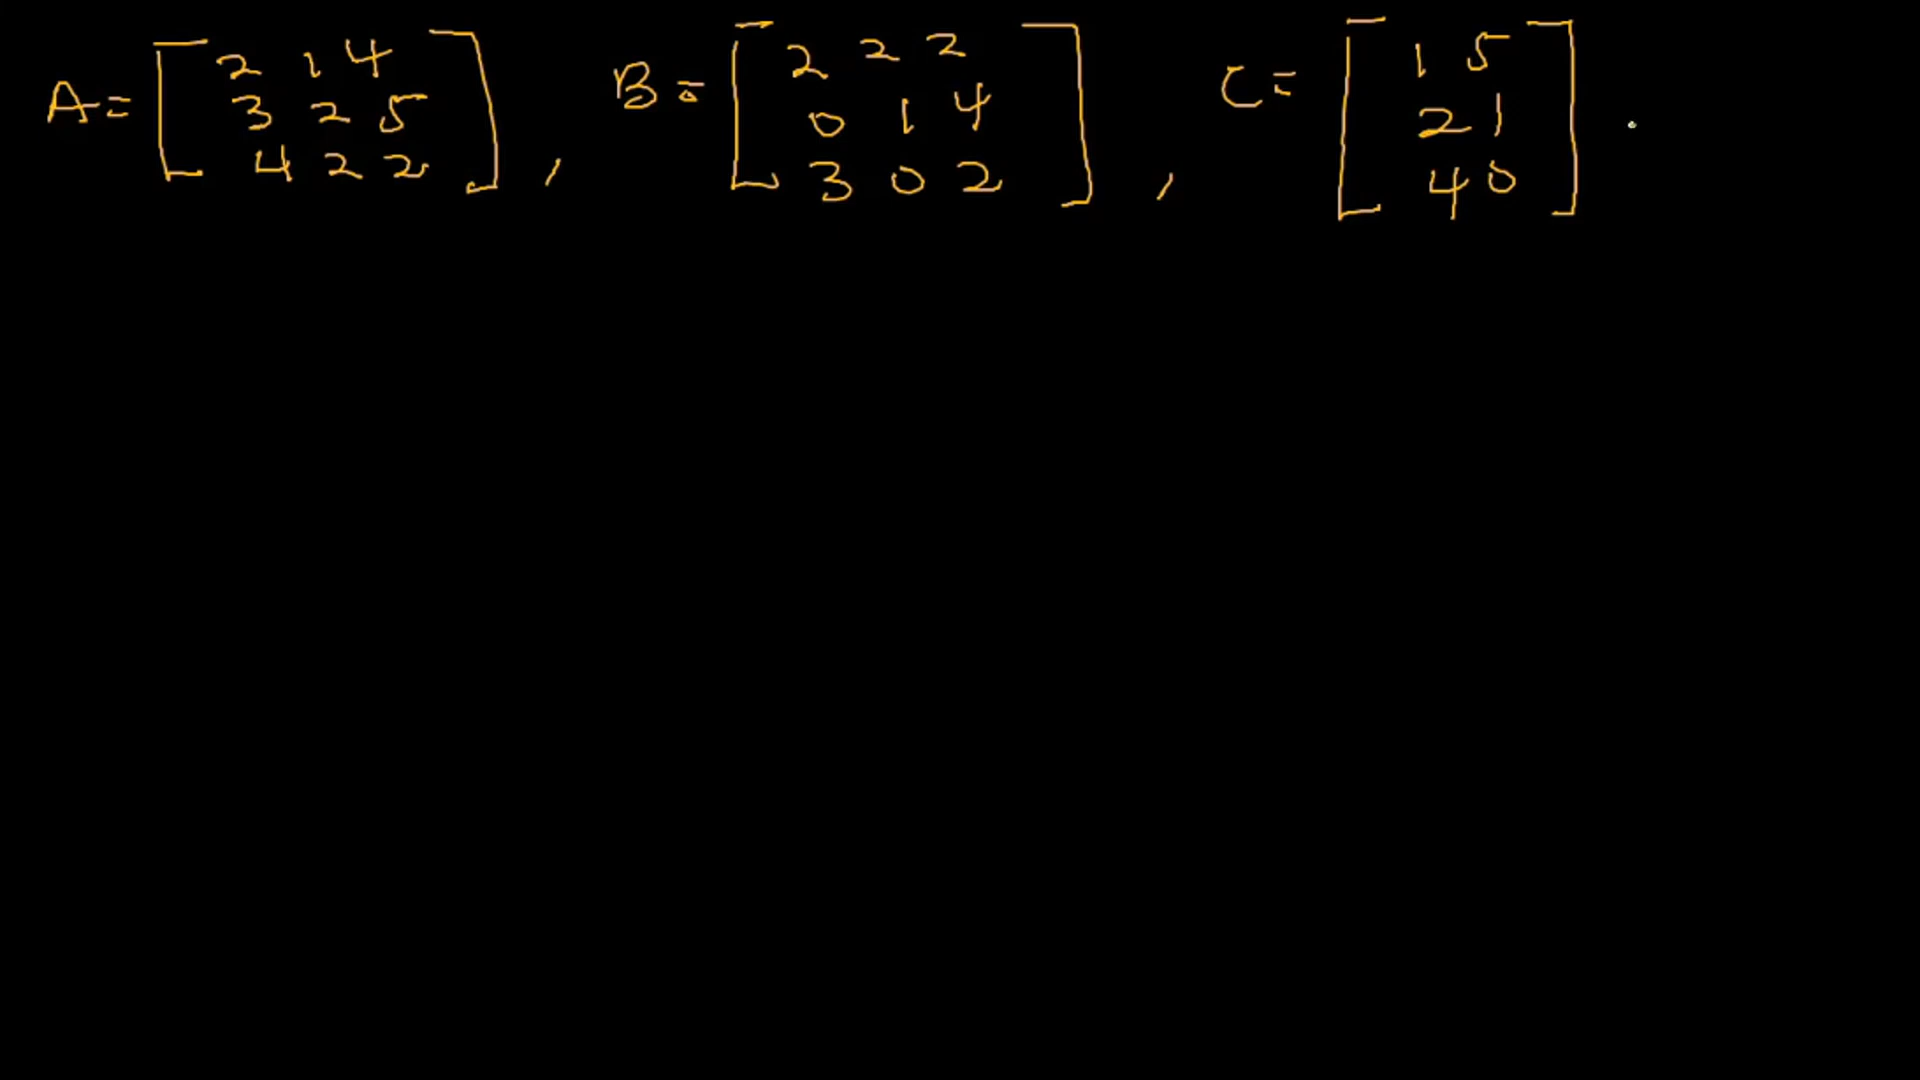 A = [ 2 1 4 , B = [ 2 2 2 , C = [ 1 5
3 2 5 0 1 4 2 1
4 2 2 ] 3 0 2 ] 4 0 ] .